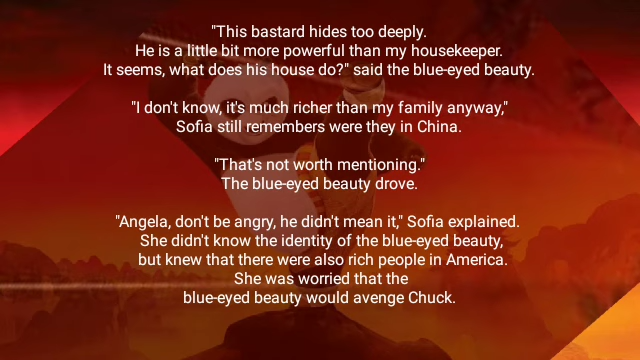 "This bastard hides too deeply.
He is a little bit more powerful than my housekeeper.
It seems, what does his house do?" said the blue-eyed beauty.
"I don't know, it's much richer than my family anyway,"
Sofia still remembers were they in China.
"That's not worth mentioning."
The blue-eyed beauty drove.
"Angela, don't be angry, he didn't mean it," Sofia explained.
She didn't know the identity of the blue-eyed beauty,
but knew that there were also rich people in America.
She was worried that the
blue-eyed beauty would avenge Chuck.